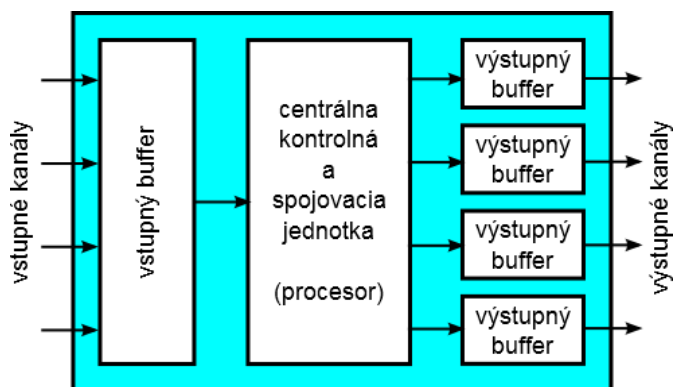 vstupné kanály
vstupný buffer
centrálna
kontrolná
a
spojovacia
jednotka
(procesor)
výstupný
buffer
výstupný
buffer
výstupný
buffer
výstupný
buffer
výstupné kanály